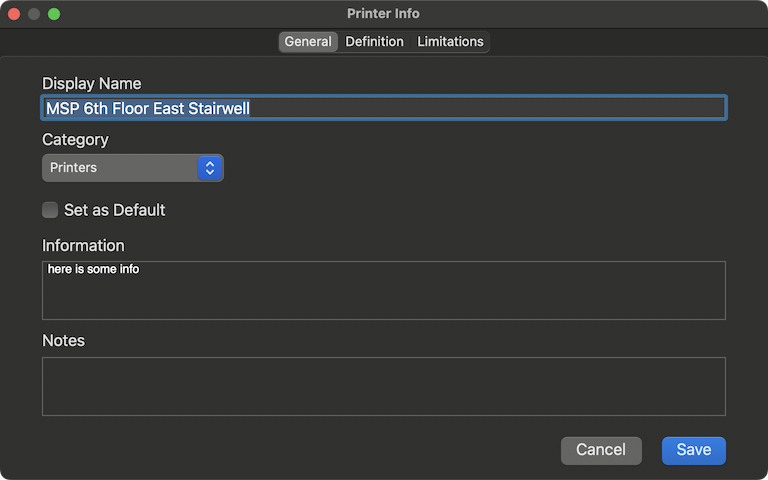 Printer Info
General Definition Limitations
Display Name
MSP 6th Floor East Stairwell
Category
Printers
Set as Default
Information
here is some info
Notes
Cancel Save